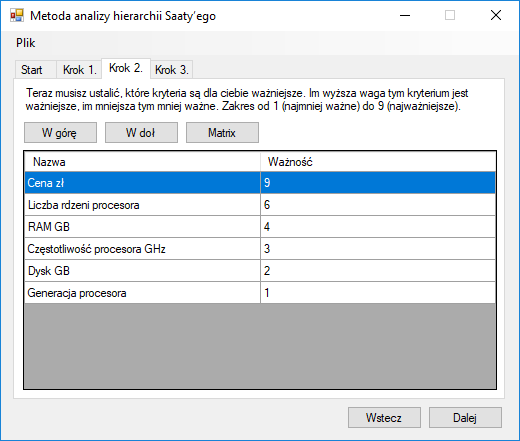 Metoda analizy hierarchii Saaty'ego
Plik
Start Krok 1. Krok 2. Krok 3.
Teraz musisz ustalić, które kryteria są dla ciebie ważniejsze. Im wyższa waga tym kryterium jest
ważniejsze, im mniejsza tym mniej ważne. Zakres od 1 (najmniej ważne) do 9 (najważniejsze).
W górę W doł Matrix
Nazwa Ważność
Cena zł 9
Liczba rdzeni procesora 6
RAM GB 4
Częstotliwość procesora GHz 3
Dysk GB 2
Generacja procesora 1
Wstecz Dalej